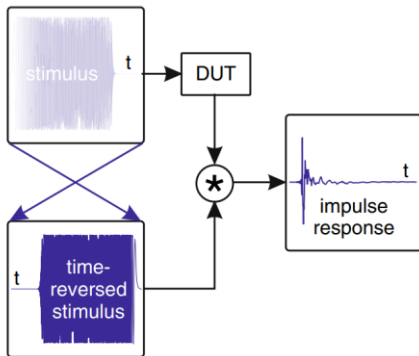 stimulus
t
DUT
*
t
impulse
response
t
time-
reversed
stimulus